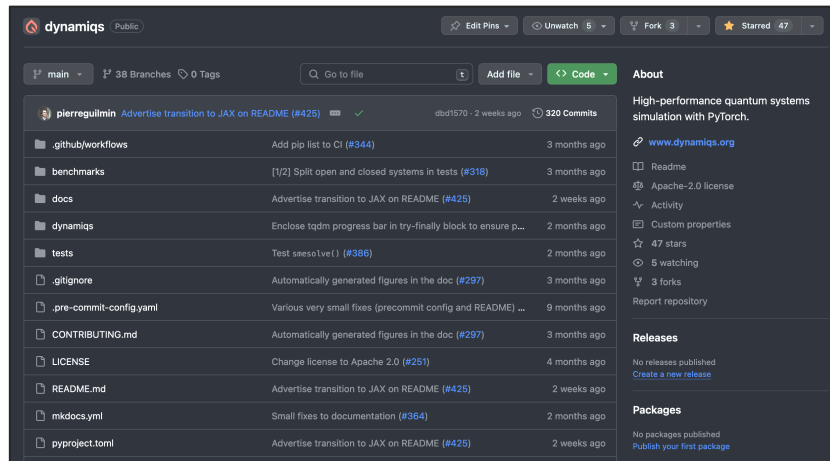 dynamiqs Public
Edit Pins Unwatch 5 Fork 3 Starred 47
main 38 Branches 0 Tags Go to file t Add file <> Code
pierreguilmin Advertise transition to JAX on README (#425) dbd1570 · 2 weeks ago 320 Commits
.github/workflows Add pip list to CI (#344) 3 months ago
benchmarks [1/2] Split open and closed systems in tests (#318) 3 months ago
docs Advertise transition to JAX on README (#425) 2 weeks ago
dynamiqs Enclose tqdm progress bar in try-finally block to ensure p... 2 months ago
tests Test smesolve() (#386) 2 months ago
.gitignore Automatically generated figures in the doc (#297) 3 months ago
.pre-commit-config.yaml Various very small fixes (precommit config and README) ... 9 months ago
CONTRIBUTING.md Automatically generated figures in the doc (#297) 3 months ago
LICENSE Change license to Apache 2.0 (#251) 4 months ago
README.md Advertise transition to JAX on README (#425) 2 weeks ago
mkdocs.yml Small fixes to documentation (#364) 2 months ago
pyproject.toml Advertise transition to JAX on README (#425) 2 weeks ago
About
High-performance quantum systems
simulation with PyTorch.
www.dynamiqs.org
Readme
Apache-2.0 license
Activity
Custom properties
47 stars
5 watching
3 forks
Report repository
Releases
No releases published
Create a new release
Packages
No packages published
Publish your first package